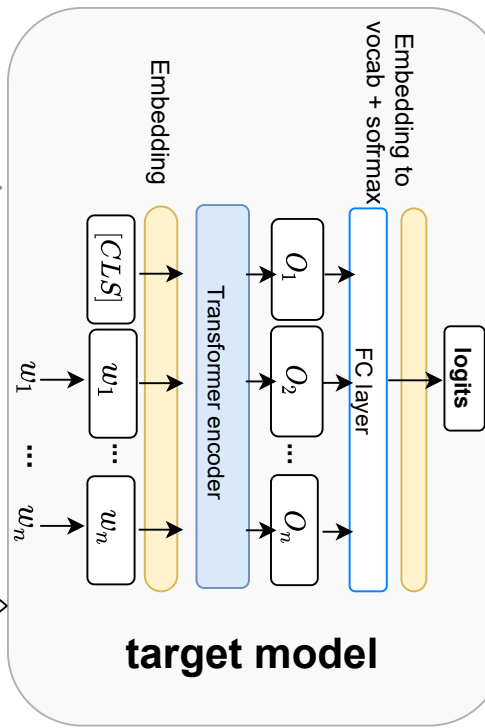 Embedding to
vocab + sofrmax
logits
FC layer
O1 O2 ... On
Transformer encoder
Embedding
[CLS] w1 ... wn
w1 ... wn
target model